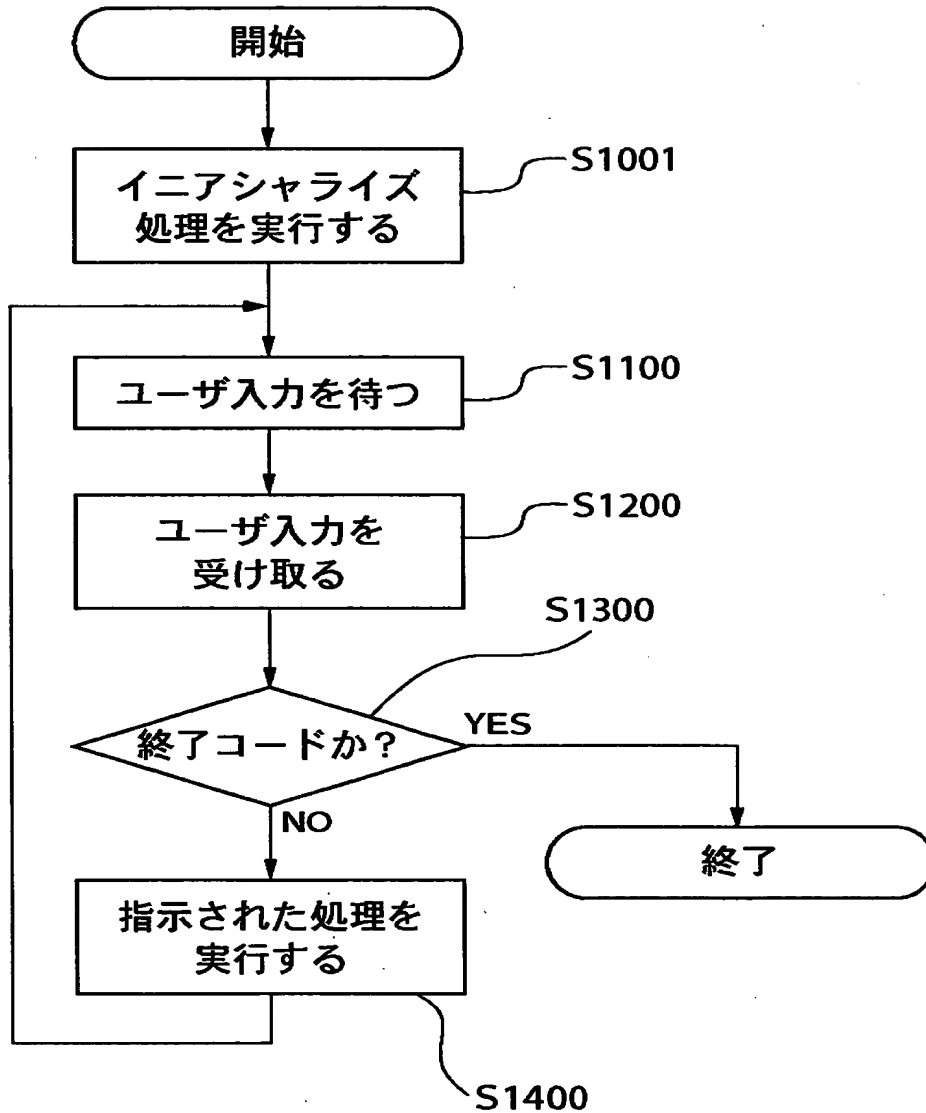 開始
イニアシャライズ
処理を実行する
S1001
ユーザ入力を待つ
S1100
ユーザ入力を
受け取る
S1200
終了コードか?
S1300
YES
NO
終了
指示された処理を
実行する
S1400